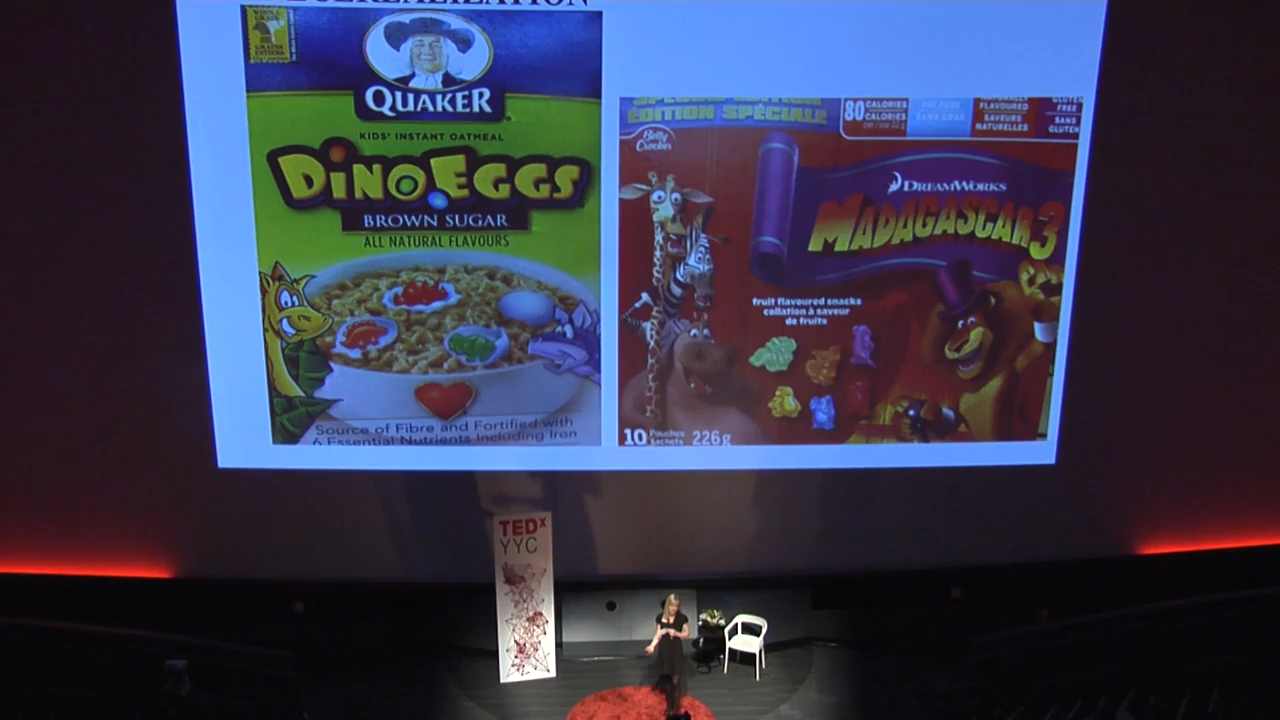 WHOLE
GRAIN
QUAKER
KIDS' INSTANT OATMEAL
DINO EGGS
BROWN SUGAR
ALL NATURAL FLAVOURS
Source of Fibre and Fortified with
6 Essential Nutrients Including Iron
ÉDITION SPÉCIALE
Betty
Crocker
80 CALORIES
CALORIES
FAT FREE
SANS GRAS
FLAVOURED
SAVEURS
NATURELLES
GLUTEN
FREE
SANS
GLUTEN
DREAMWORKS
MADAGASCAR 3
fruit flavoured snacks
collation à saveur
de fruits
10 Pouches
Sachets 226g
TEDx
YYC